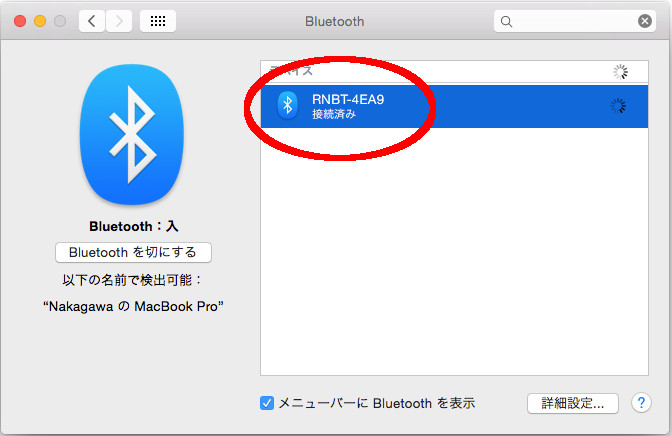 Bluetooth
デバイス
RNBT-4EA9
接続済み
Bluetooth：入
Bluetooth を切にする
以下の名前で検出可能：
“Nakagawa の MacBook Pro”
メニューバーに Bluetooth を表示
詳細設定...
?